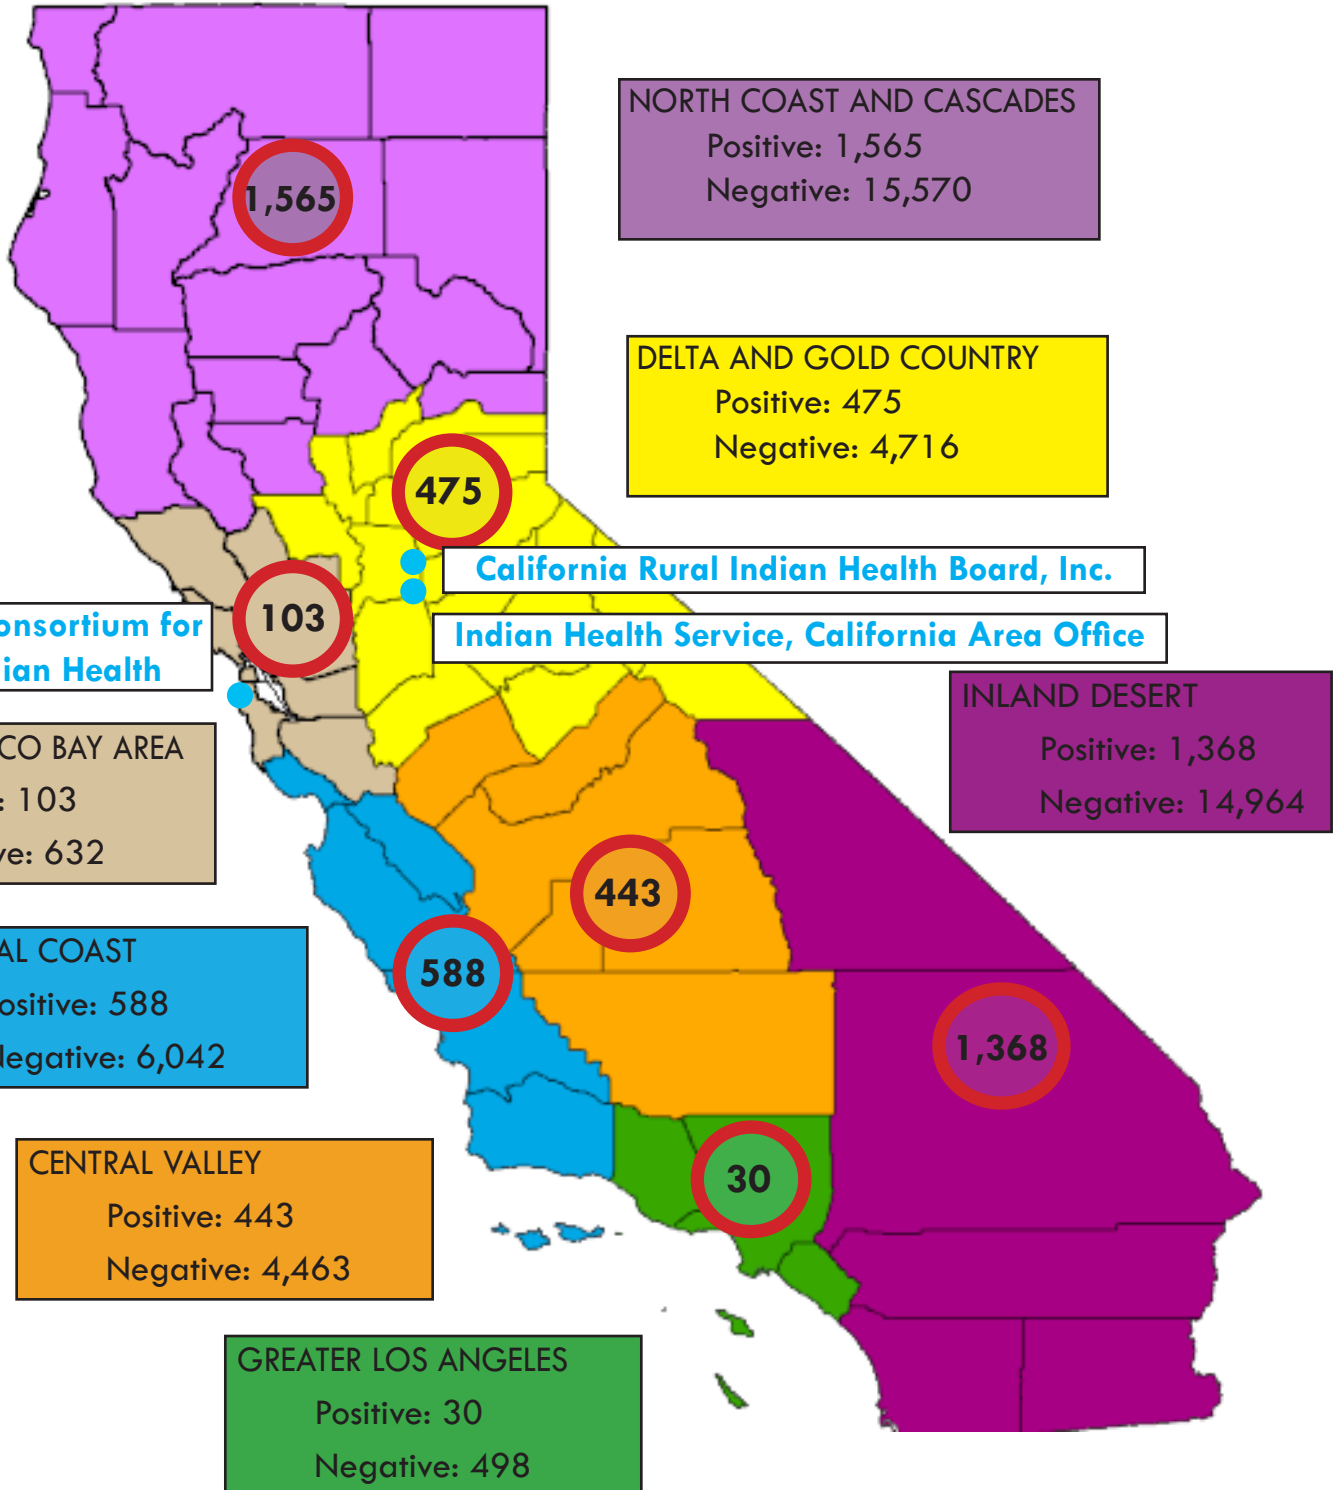 NORTH COAST AND CASCADES
Positive: 1,565
Negative: 15,570
1,565
DELTA AND GOLD COUNTRY
Positive: 475
Negative: 4,716
475
California Rural Indian Health Board, Inc.
Indian Health Service, California Area Office
103
onsortium for
ian Health
INLAND DESERT
Positive: 1,368
Negative: 14,964
CO BAY AREA
: 103
ve: 632
443
AL COAST
ositive: 588
Negative: 6,042
588
1,368
CENTRAL VALLEY
Positive: 443
Negative: 4,463
30
GREATER LOS ANGELES
Positive: 30
Negative: 498